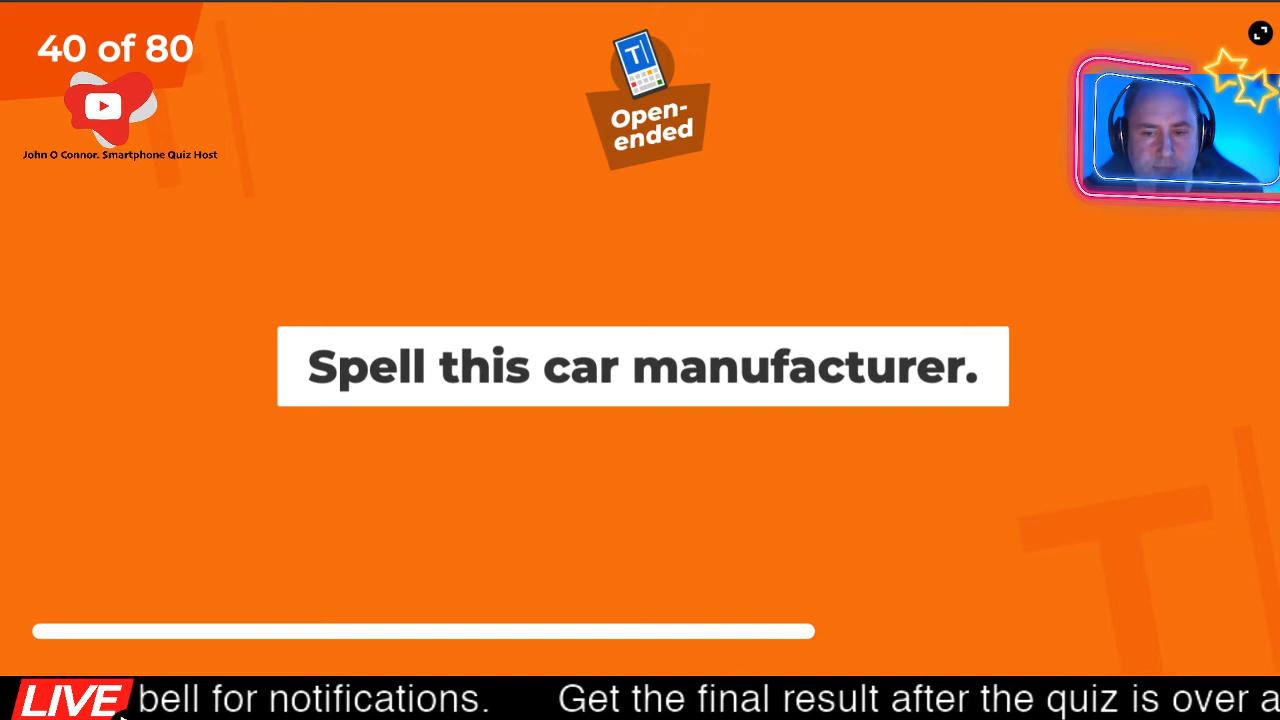 40 of 80
John O Connor. Smartphone Quiz Host
T
Open-
ended
Spell this car manufacturer.
T
LIVE bell for notifications. Get the final result after the quiz is over a